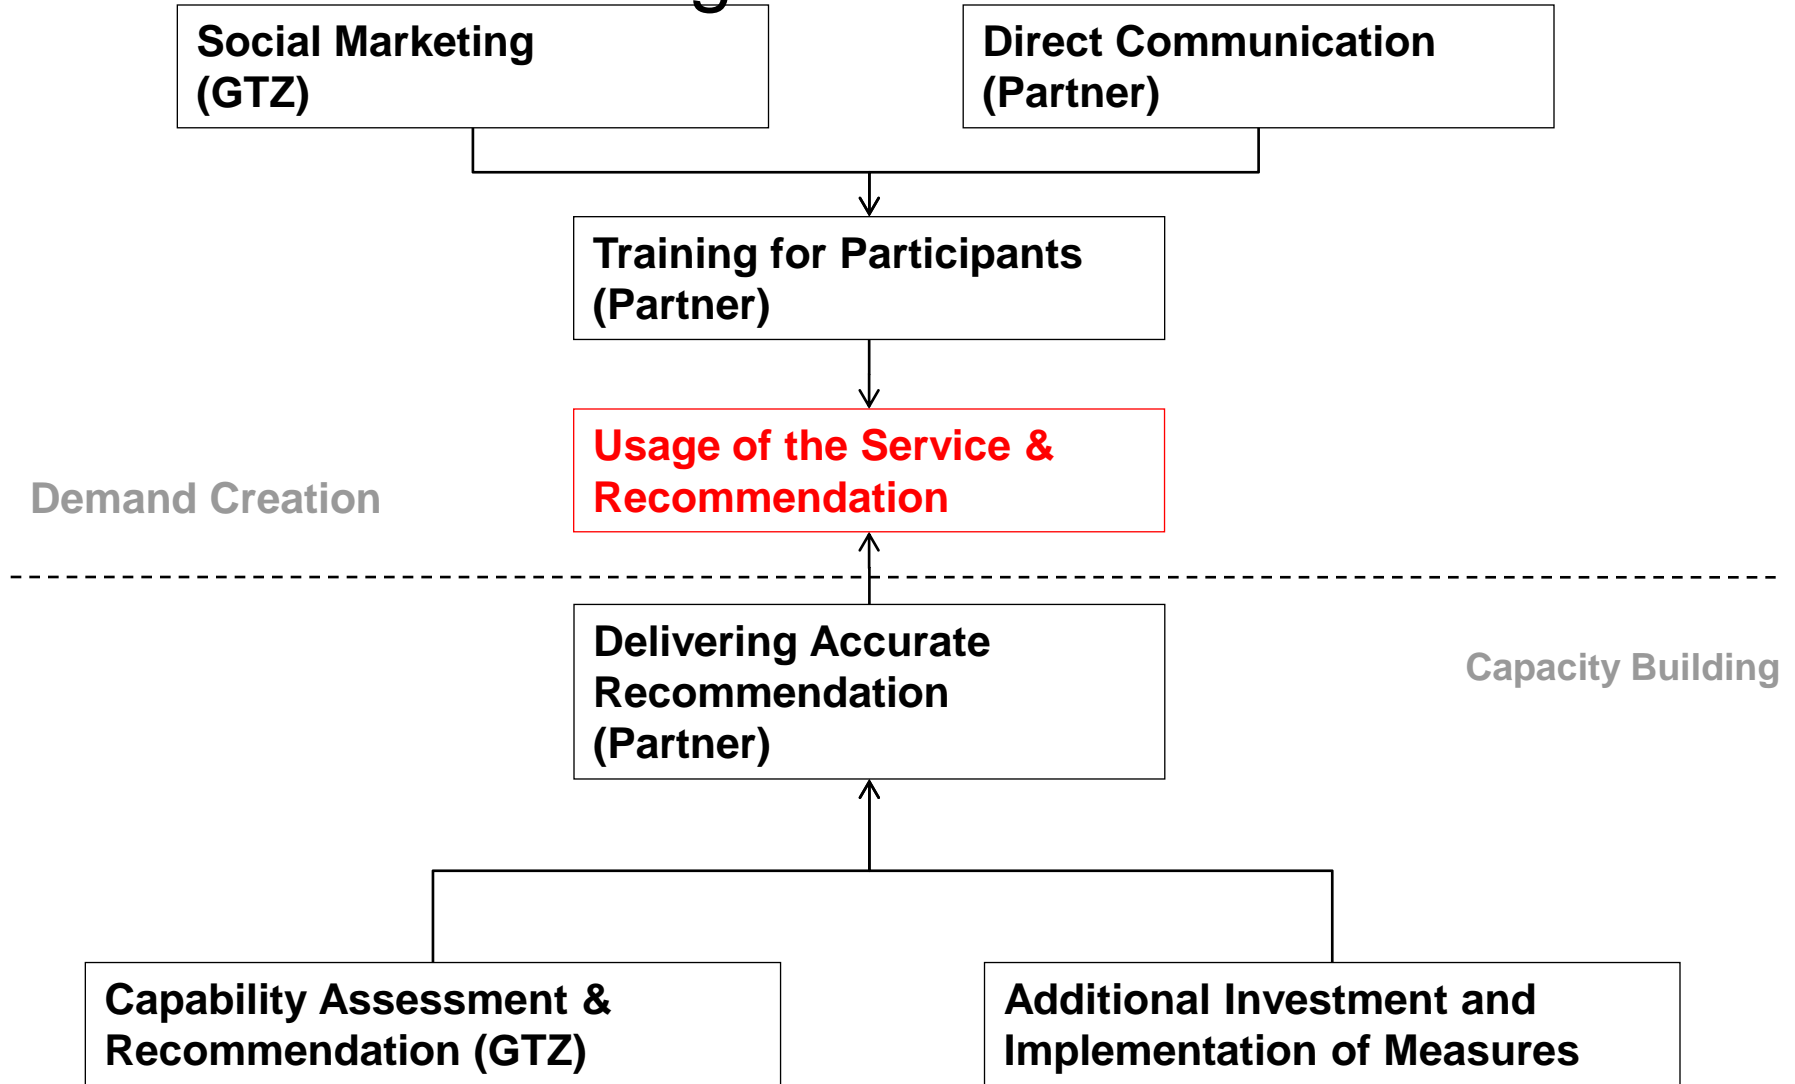 Social Marketing
(GTZ)
Direct Communication
(Partner)
Training for Participants
(Partner)
Usage of the Service &
Recommendation
Demand Creation
Delivering Accurate
Recommendation
(Partner)
Capacity Building
Capability Assessment &
Recommendation (GTZ)
Additional Investment and
Implementation of Measures